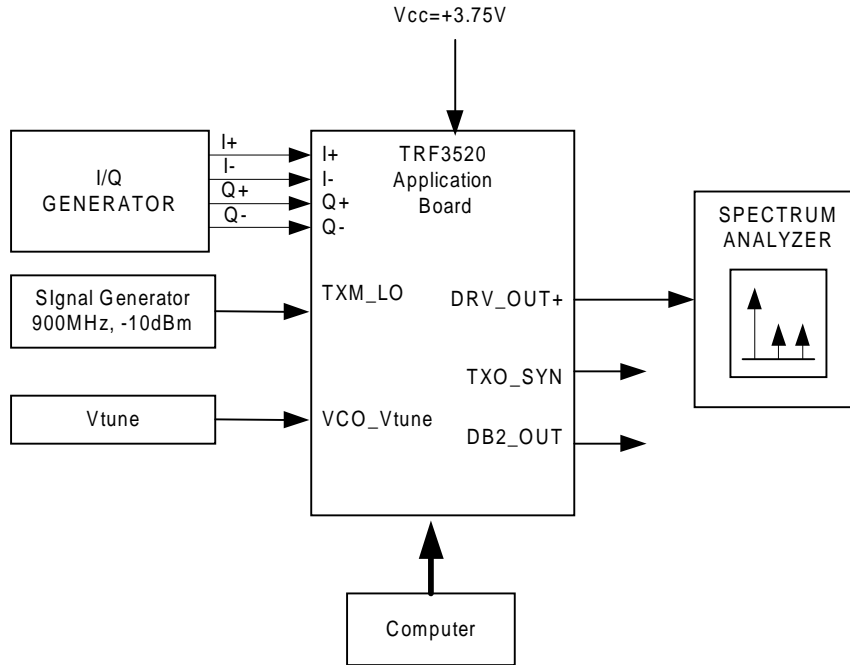 Vcc=+3.75V
I/Q
GENERATOR
I+
I-
Q+
Q-
I+
I-
Q+
Q-
TRF3520
Application
Board
SPECTRUM
ANALYZER
SIgnal Generator
900MHz, -10dBm
TXM_LO
DRV_OUT+
TXO_SYN
Vtune
VCO_Vtune
DB2_OUT
Computer